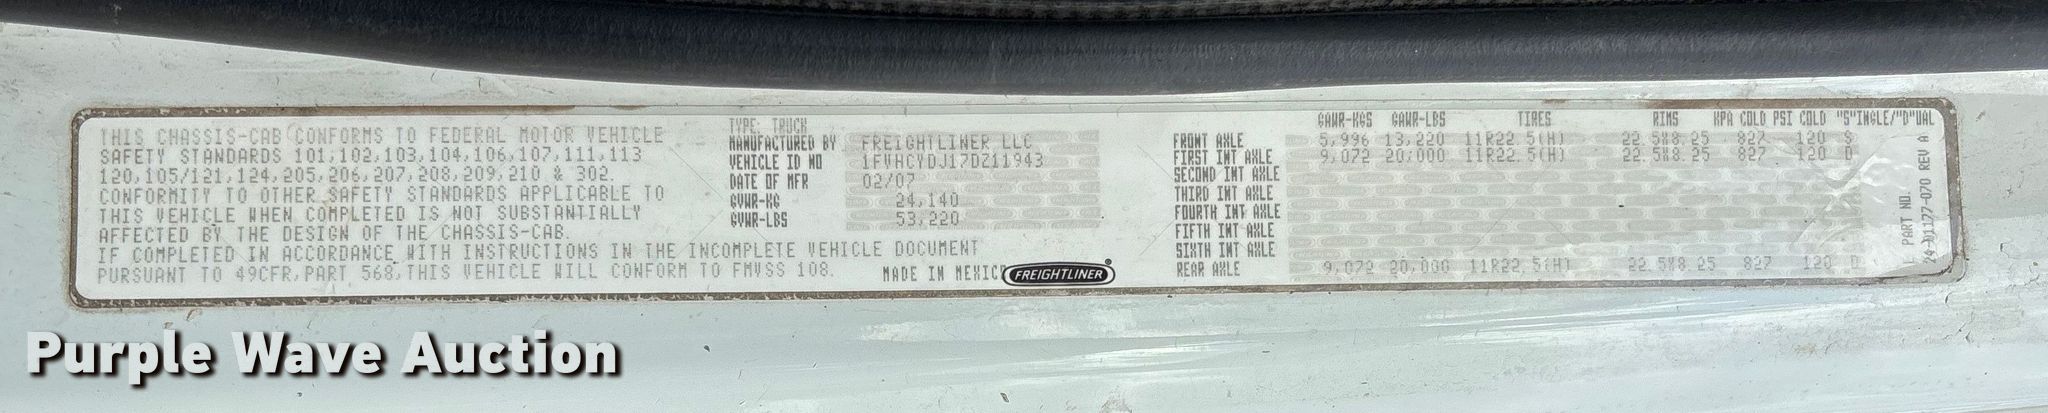 THIS CHASSIS-CAB CONFORMS TO FEDERAL MOTOR VEHICLE
SAFETY STANDARDS 101,102,103,104,106,107,111,113
120,105/121,124,205,206,207,208,209,210 & 302.
CONFORMITY TO OTHER SAFETY STANDARDS APPLICABLE TO
THIS VEHICLE WHEN COMPLETED IS NOT SUBSTANTIALLY
AFFECTED BY THE DESIGN OF THE CHASSIS-CAB.
IF COMPLETED IN ACCORDANCE WITH INSTRUCTIONS IN THE INCOMPLETE VEHICLE DOCUMENT
PURSUANT TO 49CFR,PART 568,THIS VEHICLE WILL CONFORM TO FMVSS 108.
TYPE: TRUCK
MANUFACTURED BY FREIGHTLINER LLC
VEHICLE ID NO 1FVHCYDJ17DZ11943
DATE OF MFR 02/07
GVWR-KG 24,140
GVWR-LBS 53,220
MADE IN MEXICO
FREIGHTLINER
GAWR-KGS GAWR-LBS TIRES RIMS KPA COLD PSI COLD "S"INGLE/"D"UAL
FRONT AXLE 5,996 13,220 11R22.5(H) 22.5X8.25 827 120 S
FIRST INT AXLE 9,072 20,000 11R22.5(H) 22.5X8.25 827 120 D
SECOND INT AXLE
THIRD INT AXLE
FOURTH INT AXLE
FIFTH INT AXLE
SIXTH INT AXLE
REAR AXLE 9,072 20,000 11R22.5(H) 22.5X8.25 827 120 D
PART NO.
24-01177-070 REV A
Purple Wave Auction